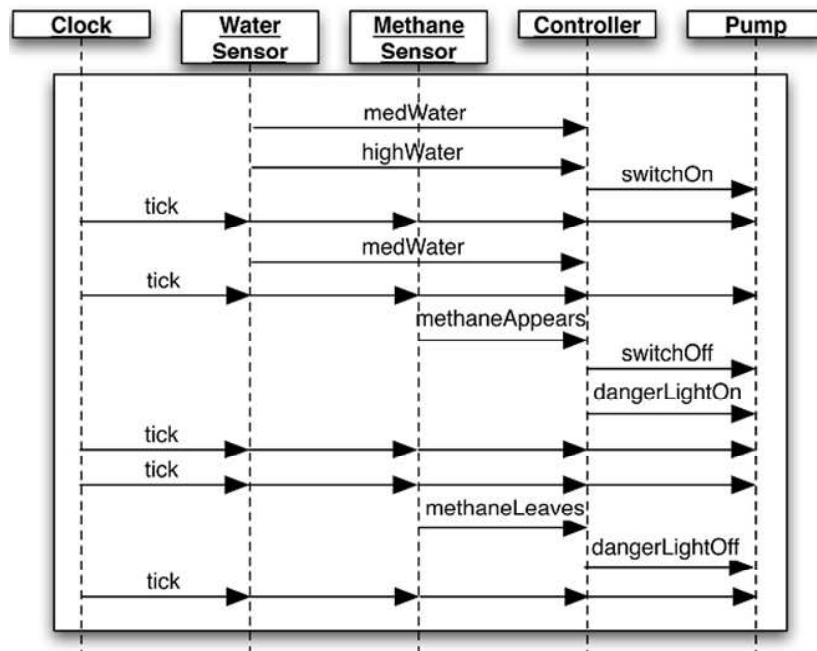 Clock
Water
Sensor
Methane
Sensor
Controller
Pump
medWater
highWater
switchOn
tick
medWater
tick
methaneAppears
switchOff
dangerLightOn
tick
tick
methaneLeaves
dangerLightOff
tick